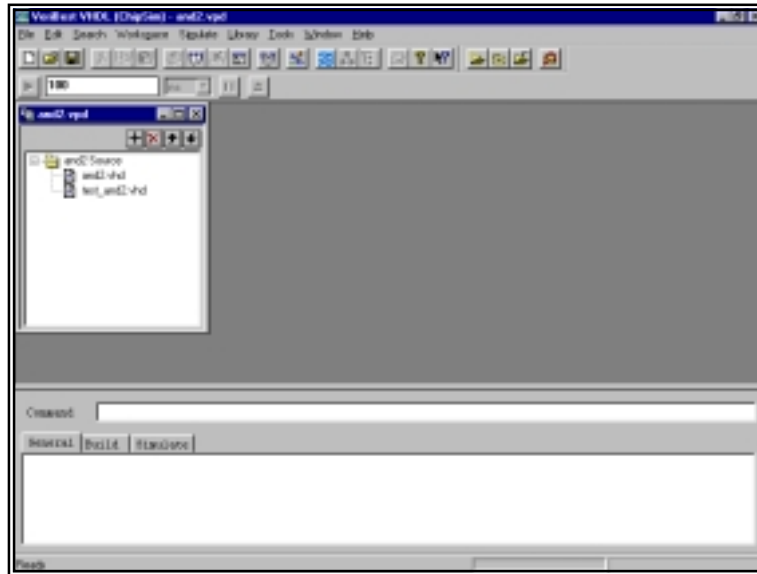 VeriBest VHDL (ChipSim) - and2.vpd
File Edit Search Workspace Simulate Library Tools Window Help
100 ns
and2.vpd
and2 Source
and2.vhd
test_and2.vhd
Command
General Build Simulate
Ready